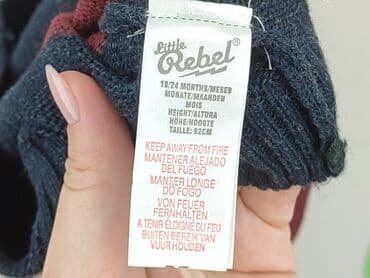 Little
Rebel®
18/24 MONTHS/MESES
MONATE/MAANDEN
MOIS
HEIGHT/ALTURA
HÖHE/HOOGTE
TAILLE: 92CM
KEEP AWAY FROM FIRE
MANTENER ALEJADO
DEL FUEGO
MANTER LONGE
DO FOGO
VON FEUER
FERNHALTEN
A TENIR ÉLOIGNÉ DU FEU
BUITEN BEREIK VAN
VUUR HOUDEN